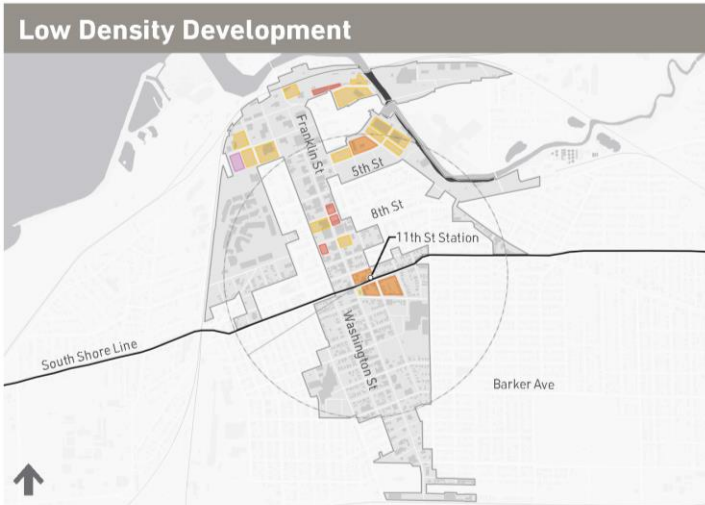 Low Density Development
Franklin St
5th St
8th St
11th St Station
South Shore Line
Washington St
Barker Ave